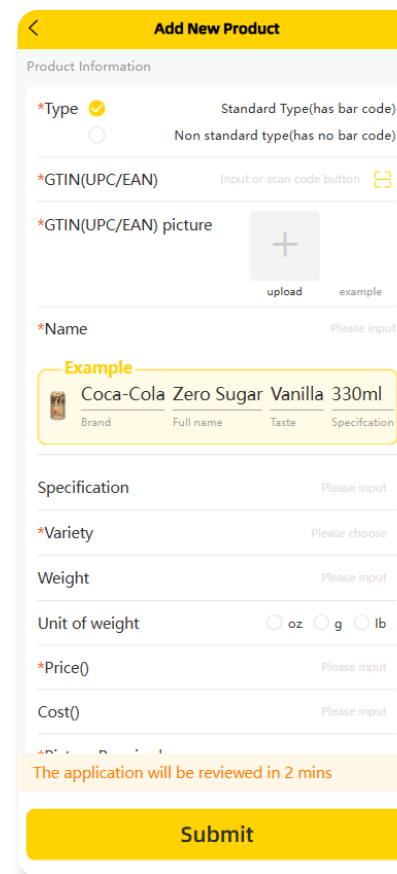 Add New Product
Product Information
*Type
Standard Type(has bar code)
Non standard type(has no bar code)
*GTIN(UPC/EAN) Input or scan code button
*GTIN(UPC/EAN) picture
upload example
*Name Please input
Example
Coca-Cola Zero Sugar Vanilla 330ml
Brand Full name Taste Specifcation
Specification Please input
*Variety Please choose
Weight Please input
Unit of weight oz g lb
*Price() Please input
Cost() Please input
The application will be reviewed in 2 mins
Submit